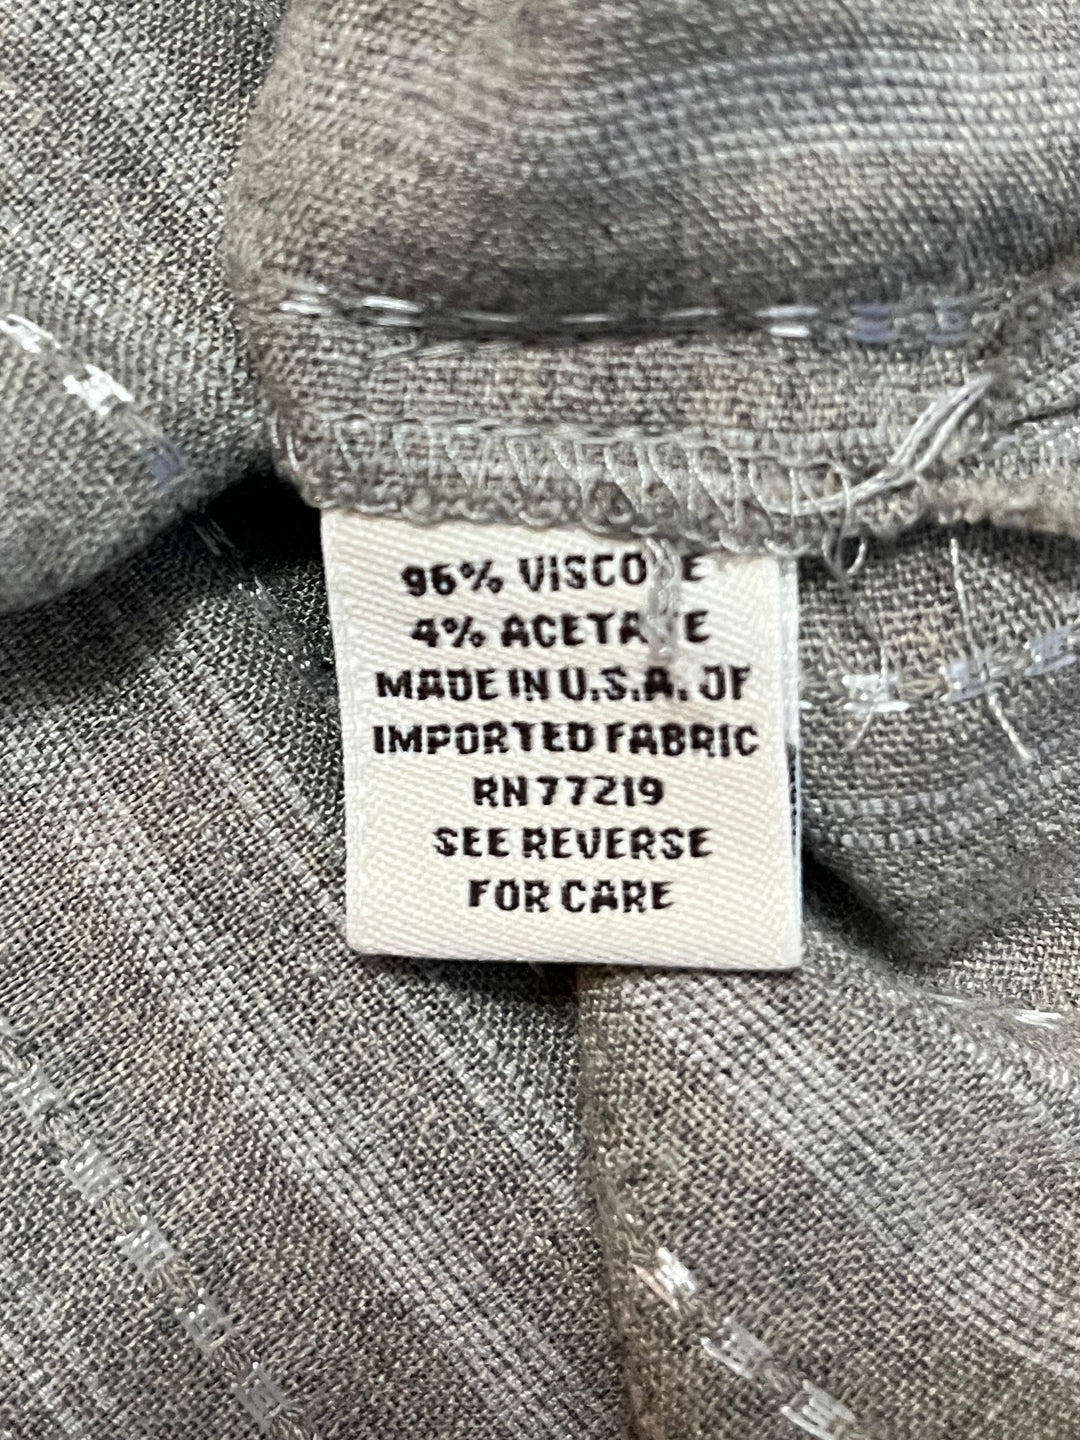 96% VISCOSE
4% ACETATE
MADE IN U.S.A. OF
IMPORTED FABRIC
RN 77219
SEE REVERSE
FOR CARE